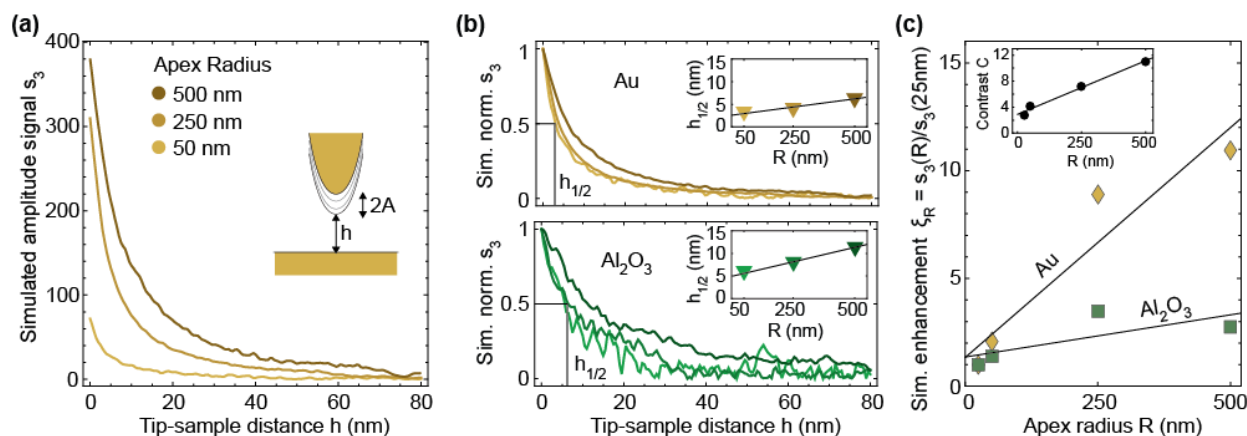 (a)
Simulated amplitude signal s₃
400
300
200
100
0
Apex Radius
500 nm
250 nm
50 nm
2A
h
0 20 40 60 80
Tip-sample distance h (nm)
(b)
Sim. norm. s₃
1
0.5
Au
h₁/₂
h₁/₂ (nm)
15
10
5
0
50 250 500
R (nm)
Sim. norm. s₃
1
0.5
0
Al₂O₃
h₁/₂
h₁/₂ (nm)
15
10
5
0
50 250 500
R (nm)
0 20 40 60 80
Tip-sample distance h (nm)
(c)
Sim. enhancement ξ_R = s₃(R)/s₃(25nm)
15
10
5
0
Contrast C
10
5
0
0 250 500
R (nm)
Au
Al₂O₃
0 250 500
Apex radius R (nm)